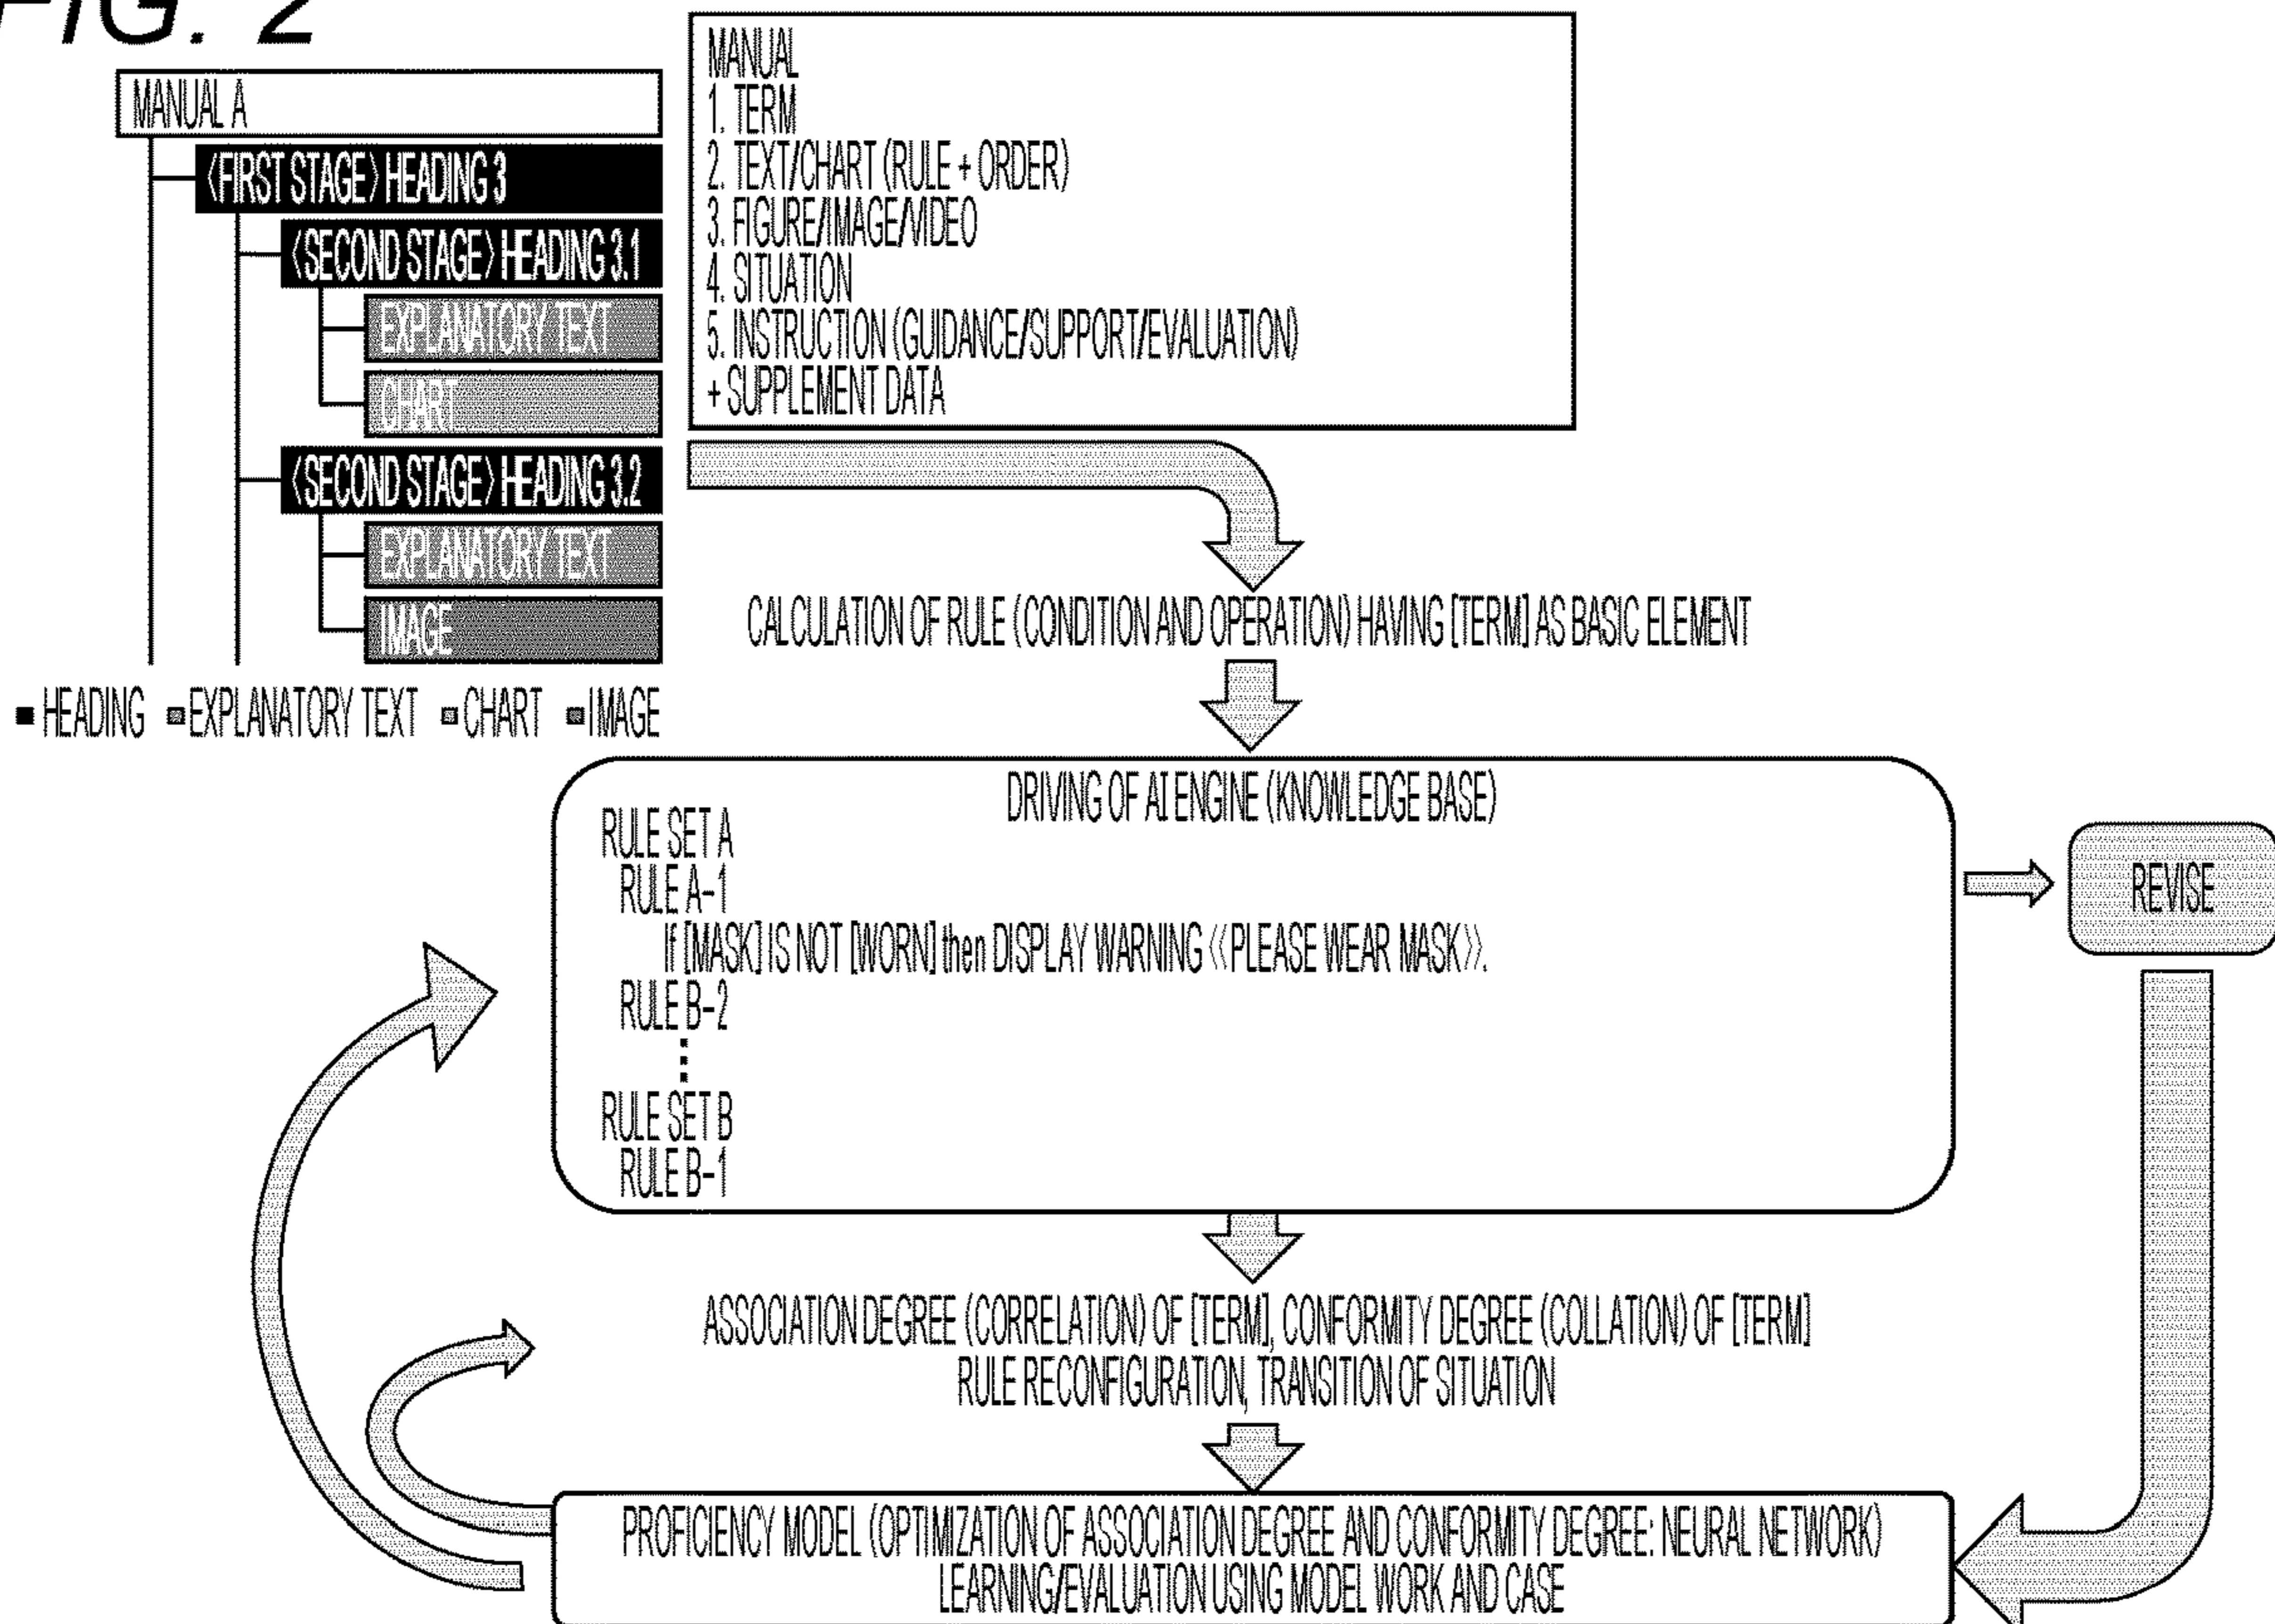 FIG. 2
MANUAL A
〈FIRST STAGE〉 HEADING 3
〈SECOND STAGE〉 HEADING 3.1
EXPLANATORY TEXT
CHART
〈SECOND STAGE〉 HEADING 3.2
EXPLANATORY TEXT
IMAGE
■ HEADING ■ EXPLANATORY TEXT ■ CHART ■ IMAGE
MANUAL
1. TERM
2. TEXT/CHART (RULE + ORDER)
3. FIGURE/IMAGE/VIDEO
4. SITUATION
5. INSTRUCTION (GUIDANCE/SUPPORT/EVALUATION)
+ SUPPLEMENT DATA
CALCULATION OF RULE (CONDITION AND OPERATION) HAVING [TERM] AS BASIC ELEMENT
DRIVING OF AI ENGINE (KNOWLEDGE BASE)
RULE SET A
RULE A-1
If [MASK] IS NOT [WORN] then DISPLAY WARNING 《PLEASE WEAR MASK》.
RULE B-2
RULE SET B
RULE B-1
REVISE
ASSOCIATION DEGREE (CORRELATION) OF [TERM], CONFORMITY DEGREE (COLLATION) OF [TERM]
RULE RECONFIGURATION, TRANSITION OF SITUATION
PROFICIENCY MODEL (OPTIMIZATION OF ASSOCIATION DEGREE AND CONFORMITY DEGREE: NEURAL NETWORK)
LEARNING/EVALUATION USING MODEL WORK AND CASE